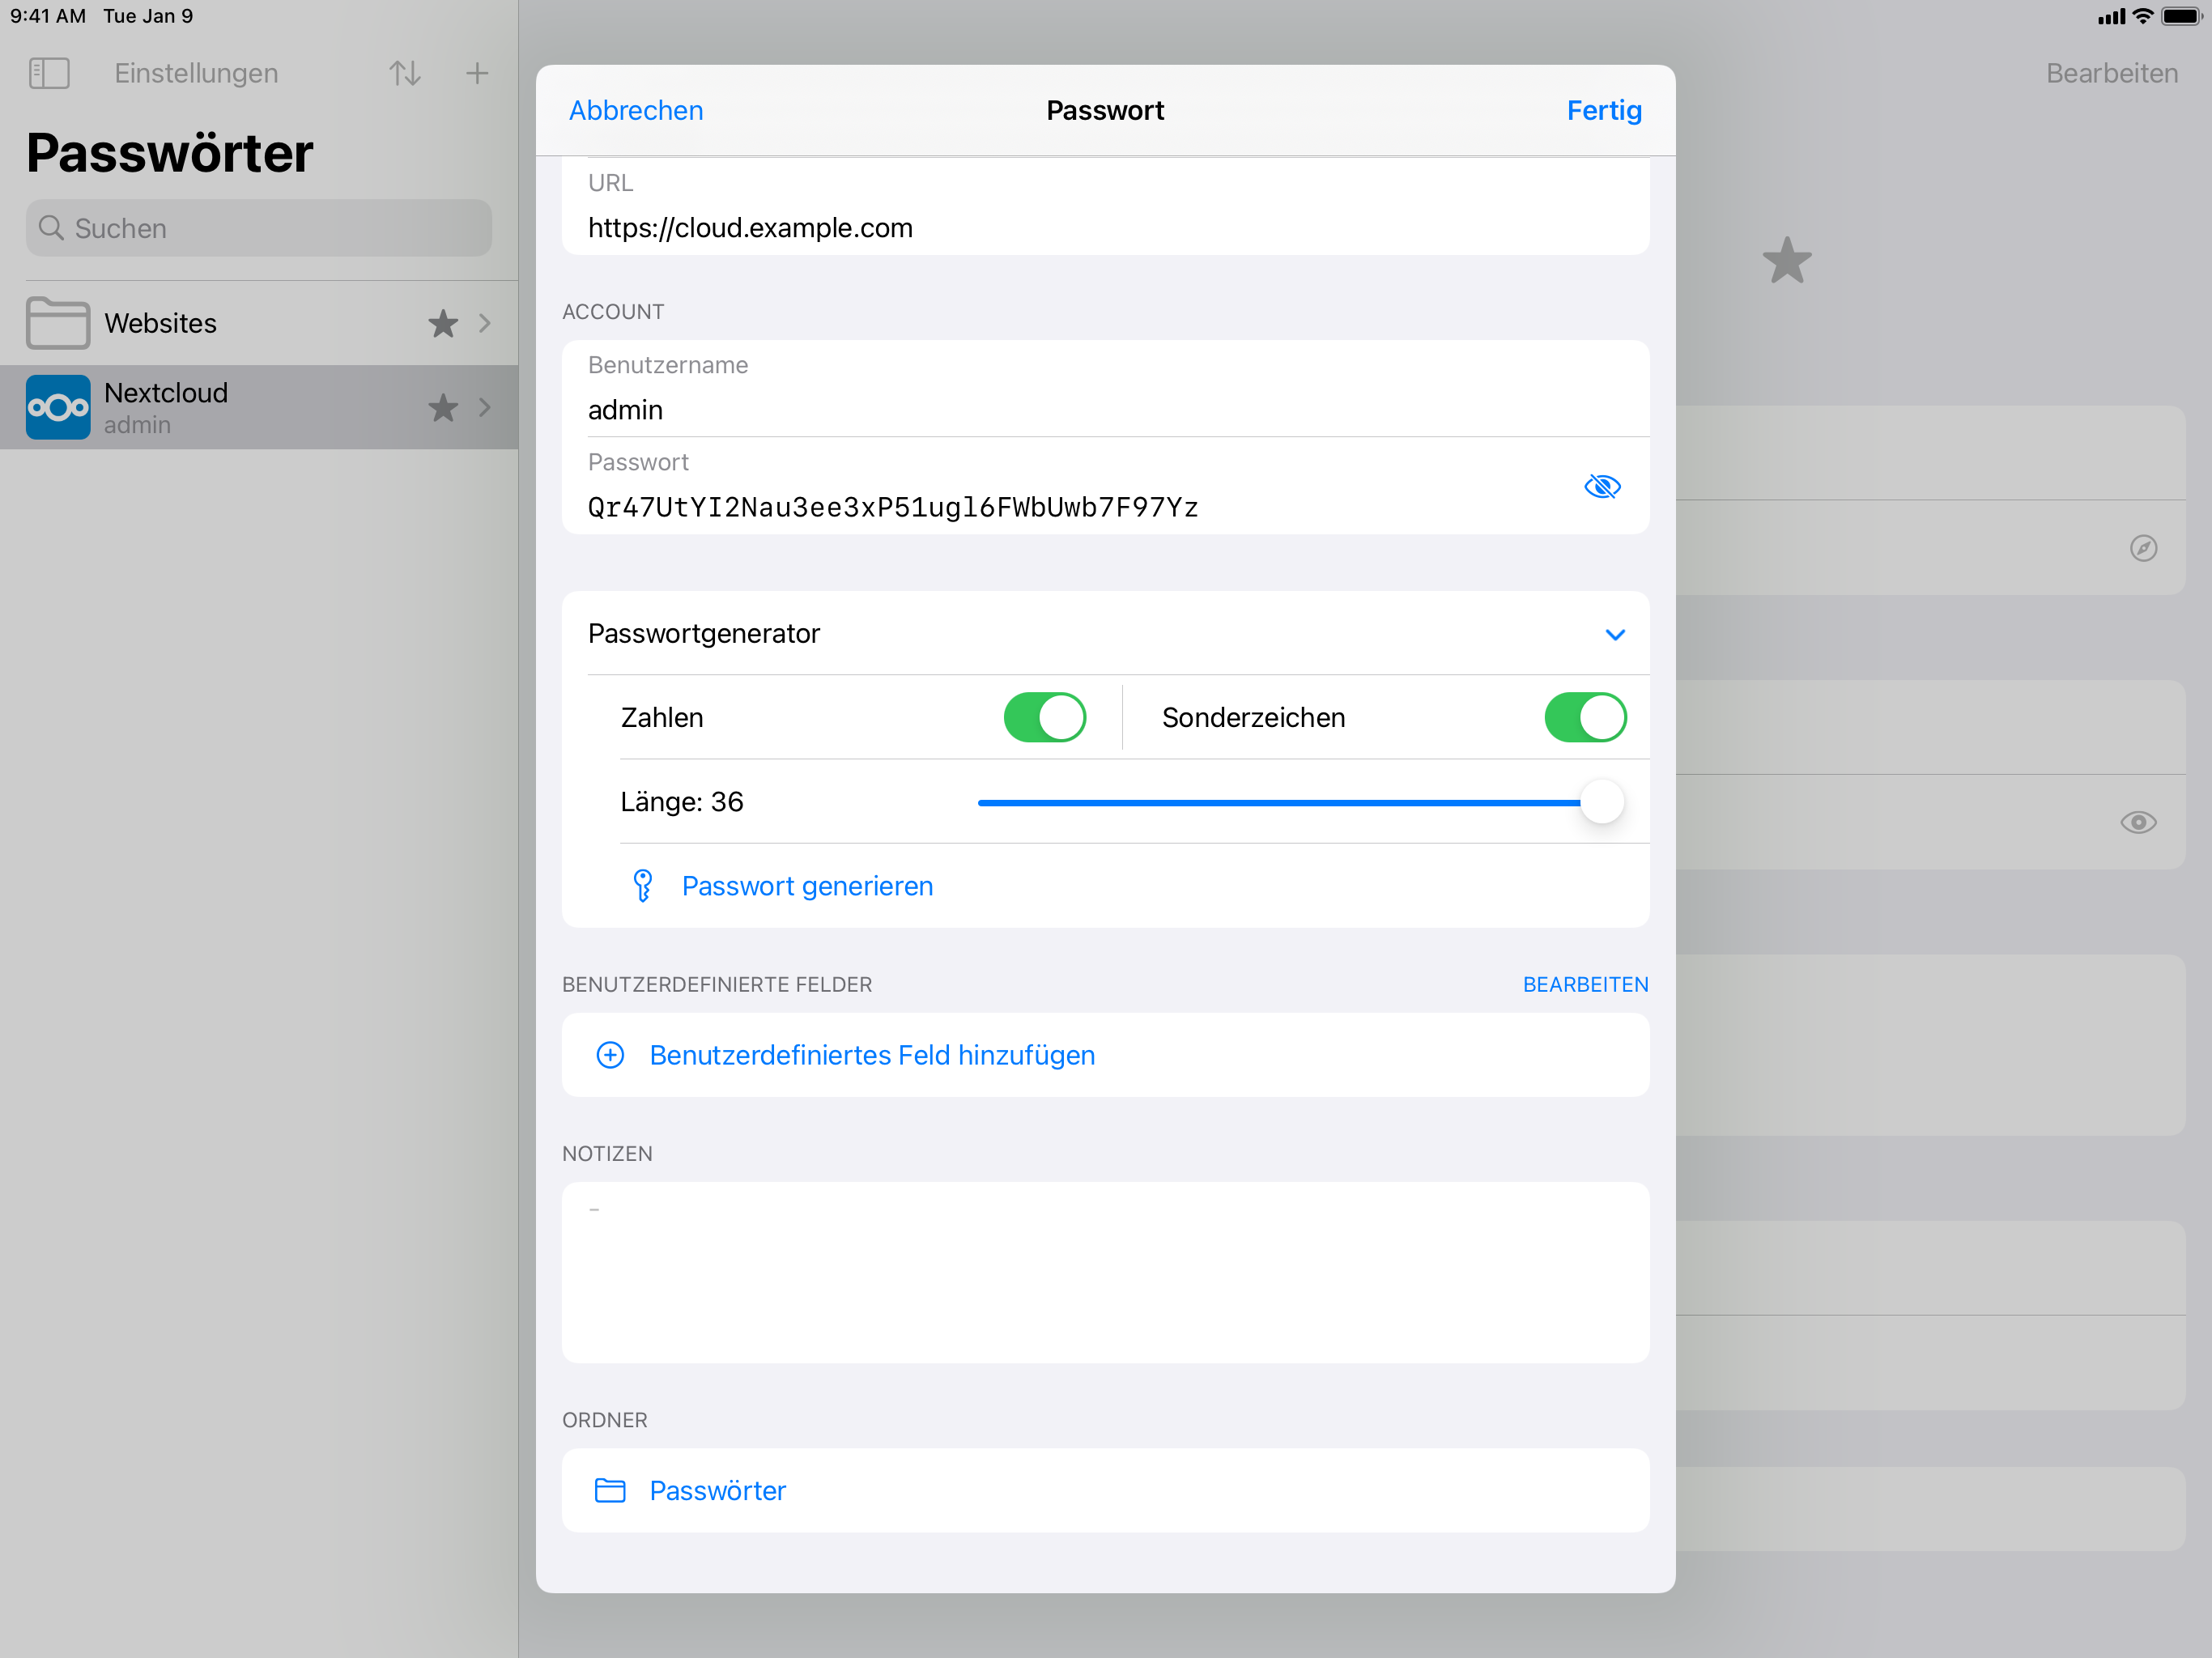 9:41 AM Tue Jan 9
Einstellungen
Bearbeiten
Passwörter
Suchen
Websites
Nextcloud
admin
Abbrechen
Passwort
Fertig
URL
https://cloud.example.com
ACCOUNT
Benutzername
admin
Passwort
Qr47UtYI2Nau3ee3xP51ugl6FWbUwb7F97Yz
Passwortgenerator
Zahlen
Sonderzeichen
Länge: 36
Passwort generieren
BENUTZERDEFINIERTE FELDER
BEARBEITEN
Benutzerdefiniertes Feld hinzufügen
NOTIZEN
-
ORDNER
Passwörter